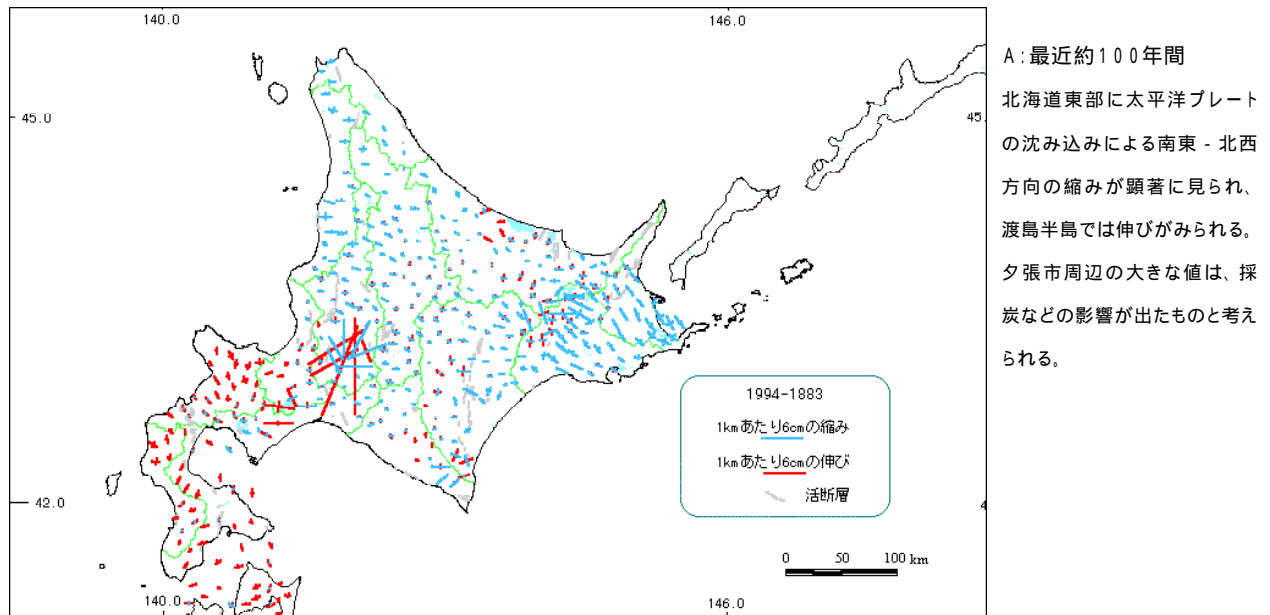 140.0
146.0
45.0
45.
42.0
4
140.0
146.0
1994-1883
1kmあたり6cmの縮み
1kmあたり6cmの伸び
活断層
0 50 100 km
A:最近約100年間
北海道東部に太平洋プレート
の沈み込みによる南東‐北西
方向の縮みが顕著に見られ、
渡島半島では伸びがみられる。
夕張市周辺の大きな値は、採
炭などの影響が出たものと考え
られる。